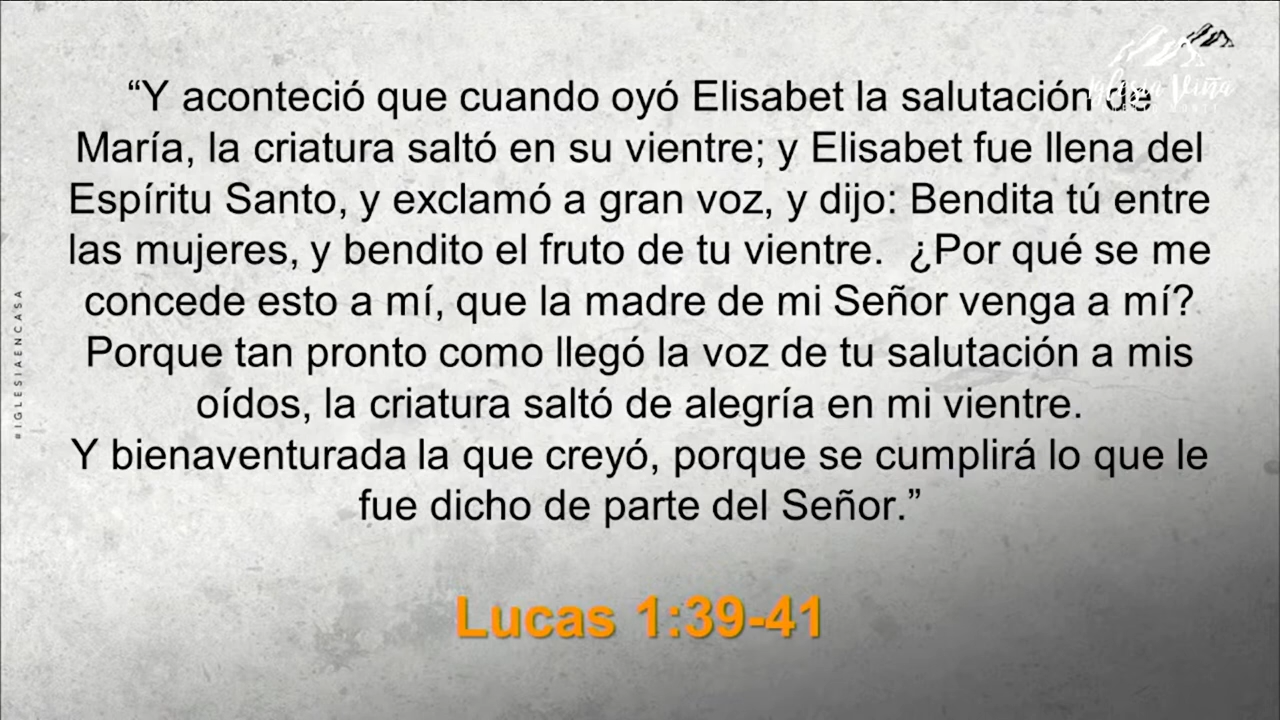 “Y aconteció que cuando oyó Elisabet la salutación de
María, la criatura saltó en su vientre; y Elisabet fue llena del
Espíritu Santo, y exclamó a gran voz, y dijo: Bendita tú entre
las mujeres, y bendito el fruto de tu vientre.  ¿Por qué se me
concede esto a mí, que la madre de mi Señor venga a mí?
Porque tan pronto como llegó la voz de tu salutación a mis
oídos, la criatura saltó de alegría en mi vientre.
Y bienaventurada la que creyó, porque se cumplirá lo que le
fue dicho de parte del Señor.”
Lucas 1:39-41
#IGLESIAENCASA
Iglesia Viña